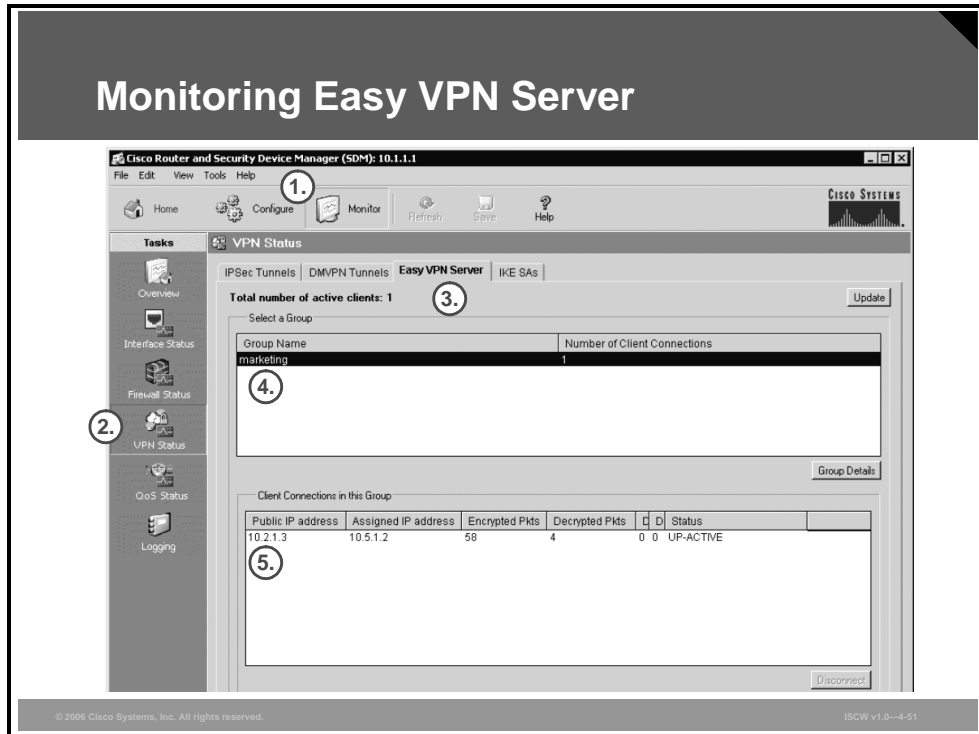 Monitoring Easy VPN Server
Cisco Router and Security Device Manager (SDM): 10.1.1.1
File Edit View Tools Help
1.
Home Configure Monitor Refresh Save Help
CISCO SYSTEMS
Tasks
VPN Status
IPSec Tunnels DMVPN Tunnels Easy VPN Server IKE SAs
Overview
Total number of active clients: 1
3.
Update
Select a Group
Interface Status
Group Name Number of Client Connections
marketing 1
4.
Firewall Status
2.
VPN Status
Group Details
QoS Status
Client Connections in this Group
Public IP address Assigned IP address Encrypted Pkts Decrypted Pkts D D Status
10.2.1.3 10.5.1.2 58 4 0 0 UP-ACTIVE
Logging
5.
Disconnect
© 2006 Cisco Systems, Inc. All rights reserved.
ISCW v1.0—4-51